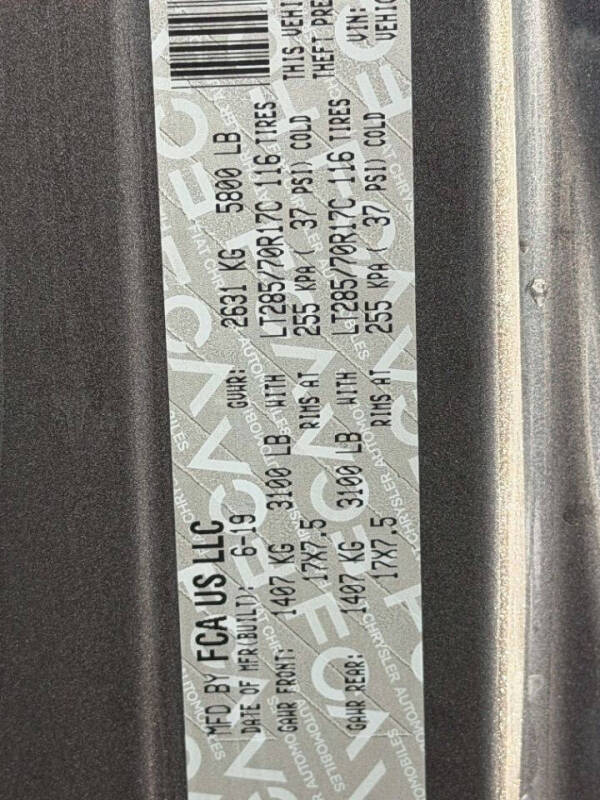 MFD BY FCA US LLC
DATE OF MFR(BUILT): 6-19 GVWR: 2631 KG 5800 LB
GAWR FRONT: 1407 KG 3100 LB WITH LT285/70R17C 116 TIRES THIS VEHI
17X7.5 RIMS AT 255 KPA ( 37 PSI) COLD THEFT PRE
GAWR REAR: 1407 KG 3100 LB WITH LT285/70R17C 116 TIRES VIN:
17X7.5 RIMS AT 255 KPA ( 37 PSI) COLD VEHIC